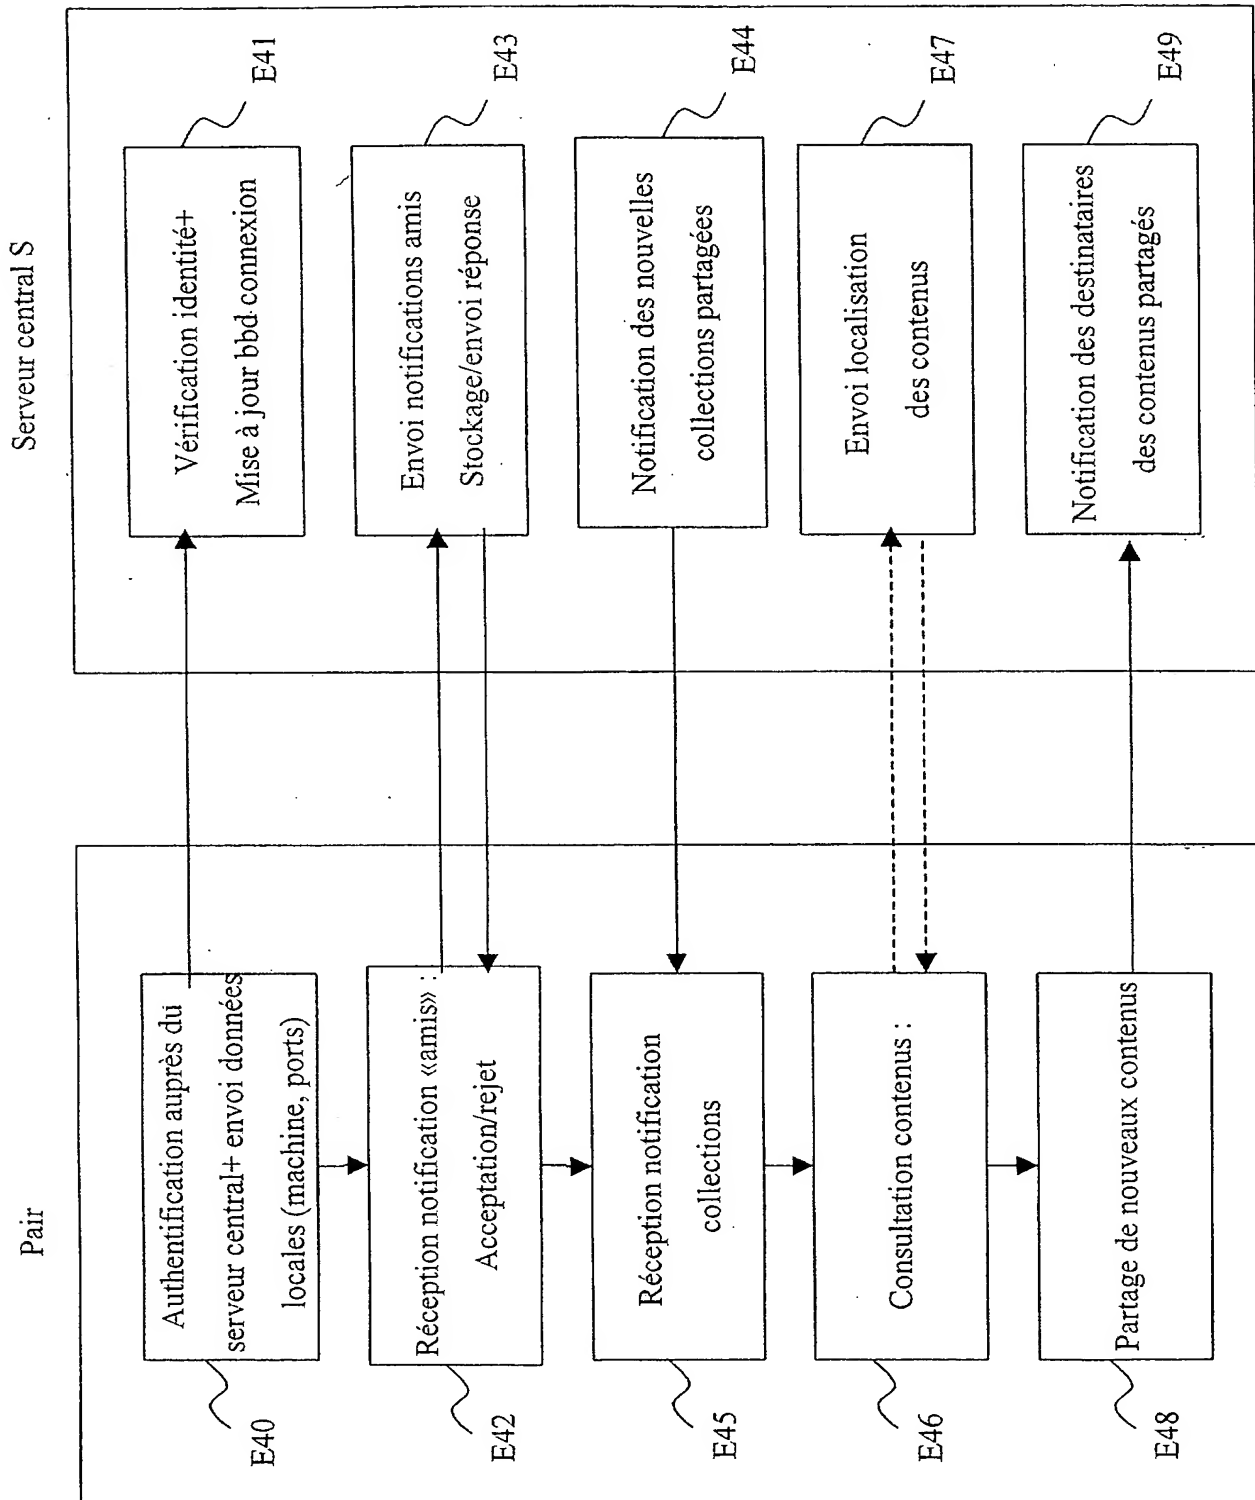 Pair
Serveur central S
E40
Authentification auprès du
serveur central+ envoi données
locales (machine, ports)
Vérification identité+
Mise à jour bbd connexion
E41
E42
Réception notification «amis» :
Acceptation/rejet
Envoi notifications amis
Stockage/envoi réponse
E43
E45
Réception notification
collections
Notification des nouvelles
collections partagées
E44
E46
Consultation contenus :
Envoi localisation
des contenus
E47
E48
Partage de nouveaux contenus
Notification des destinataires
des contenus partagés
E49